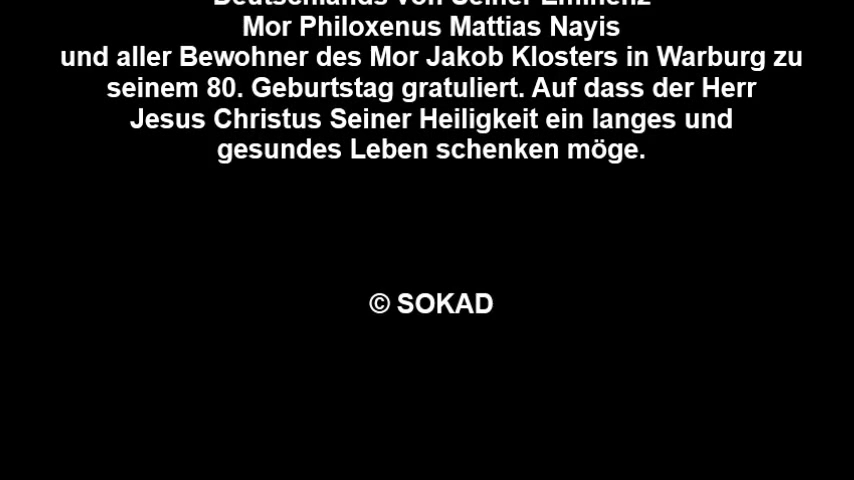 Deutschlands von Seiner Eminenz
Mor Philoxenus Mattias Nayis
und aller Bewohner des Mor Jakob Klosters in Warburg zu
seinem 80. Geburtstag gratuliert. Auf dass der Herr
Jesus Christus Seiner Heiligkeit ein langes und
gesundes Leben schenken möge.
© SOKAD